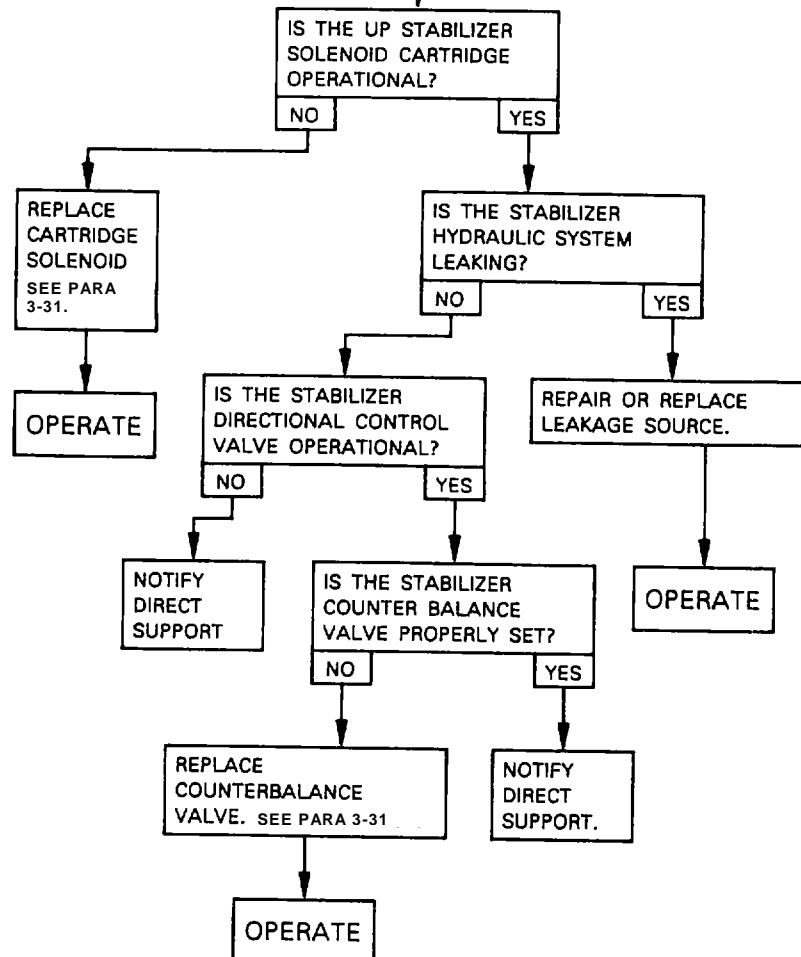 IS THE UP STABILIZER
SOLENOID CARTRIDGE
OPERATIONAL?
NO
YES
REPLACE
CARTRIDGE
SOLENOID
SEE PARA
3-31.
IS THE STABILIZER
HYDRAULIC SYSTEM
LEAKING?
NO
YES
OPERATE
IS THE STABILIZER
DIRECTIONAL CONTROL
VALVE OPERATIONAL?
NO
YES
REPAIR OR REPLACE
LEAKAGE SOURCE.
NOTIFY
DIRECT
SUPPORT
IS THE STABILIZER
COUNTER BALANCE
VALVE PROPERLY SET?
NO
YES
OPERATE
REPLACE
COUNTERBALANCE
VALVE. SEE PARA 3-31
NOTIFY
DIRECT
SUPPORT.
OPERATE